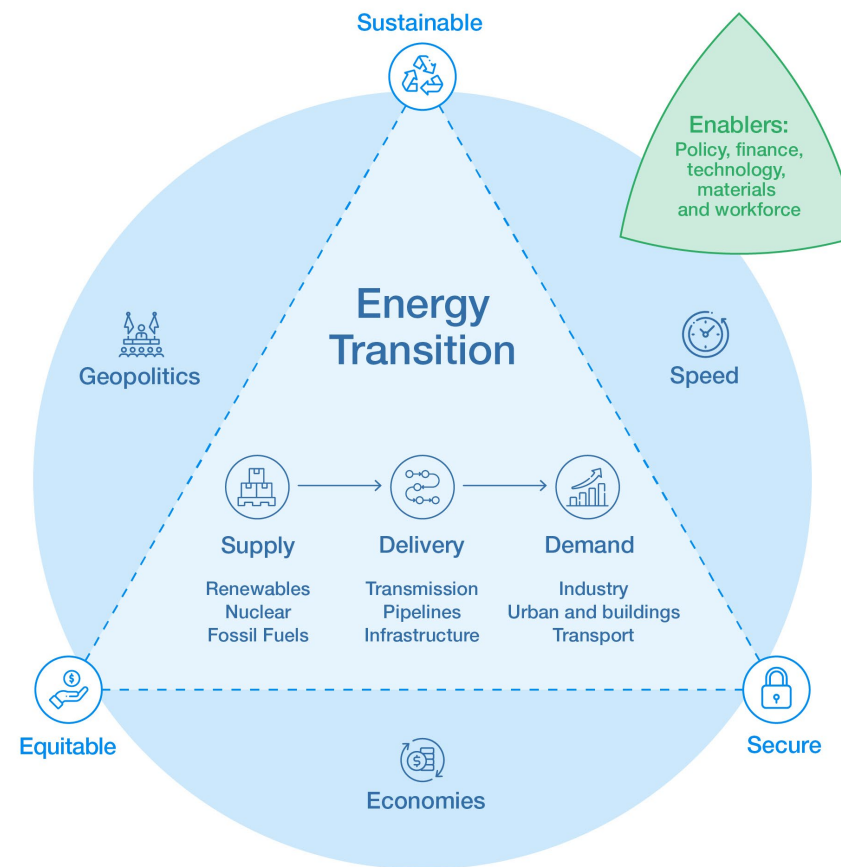 Sustainable
Enablers:
Policy, finance,
technology,
materials
and workforce
Energy
Transition
Geopolitics
Speed
Supply
Renewables
Nuclear
Fossil Fuels
Delivery
Transmission
Pipelines
Infrastructure
Demand
Industry
Urban and buildings
Transport
Equitable
Secure
Economies